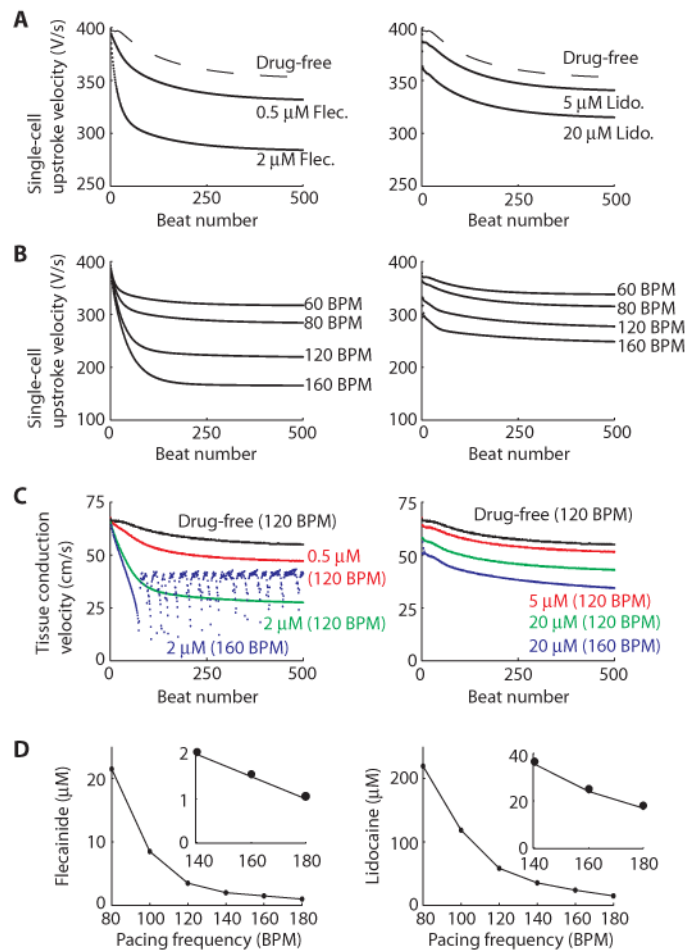 A
400
350
300
250
Single-cell
upstroke velocity (V/s)
Drug-free
0.5 µM Flec.
2 µM Flec.
0
250
500
Beat number
400
350
300
250
Drug-free
5 µM Lido.
20 µM Lido.
0
250
500
Beat number
B
400
300
200
100
Single-cell
upstroke velocity (V/s)
60 BPM
80 BPM
120 BPM
160 BPM
0
250
500
Beat number
400
300
200
100
60 BPM
80 BPM
120 BPM
160 BPM
0
250
500
Beat number
C
75
50
25
0
Tissue conduction
velocity (cm/s)
Drug-free (120 BPM)
0.5 µM
(120 BPM)
2 µM (120 BPM)
2 µM (160 BPM)
0
250
500
Beat number
75
50
25
0
Drug-free (120 BPM)
5 µM (120 BPM)
20 µM (120 BPM)
20 µM (160 BPM)
0
250
500
Beat number
D
20
10
0
Flecainide (µM)
2
1
0
140
160
180
80 100 120 140 160 180
Pacing frequency (BPM)
200
100
0
Lidocaine (µM)
40
20
0
140
160
180
80 100 120 140 160 180
Pacing frequency (BPM)